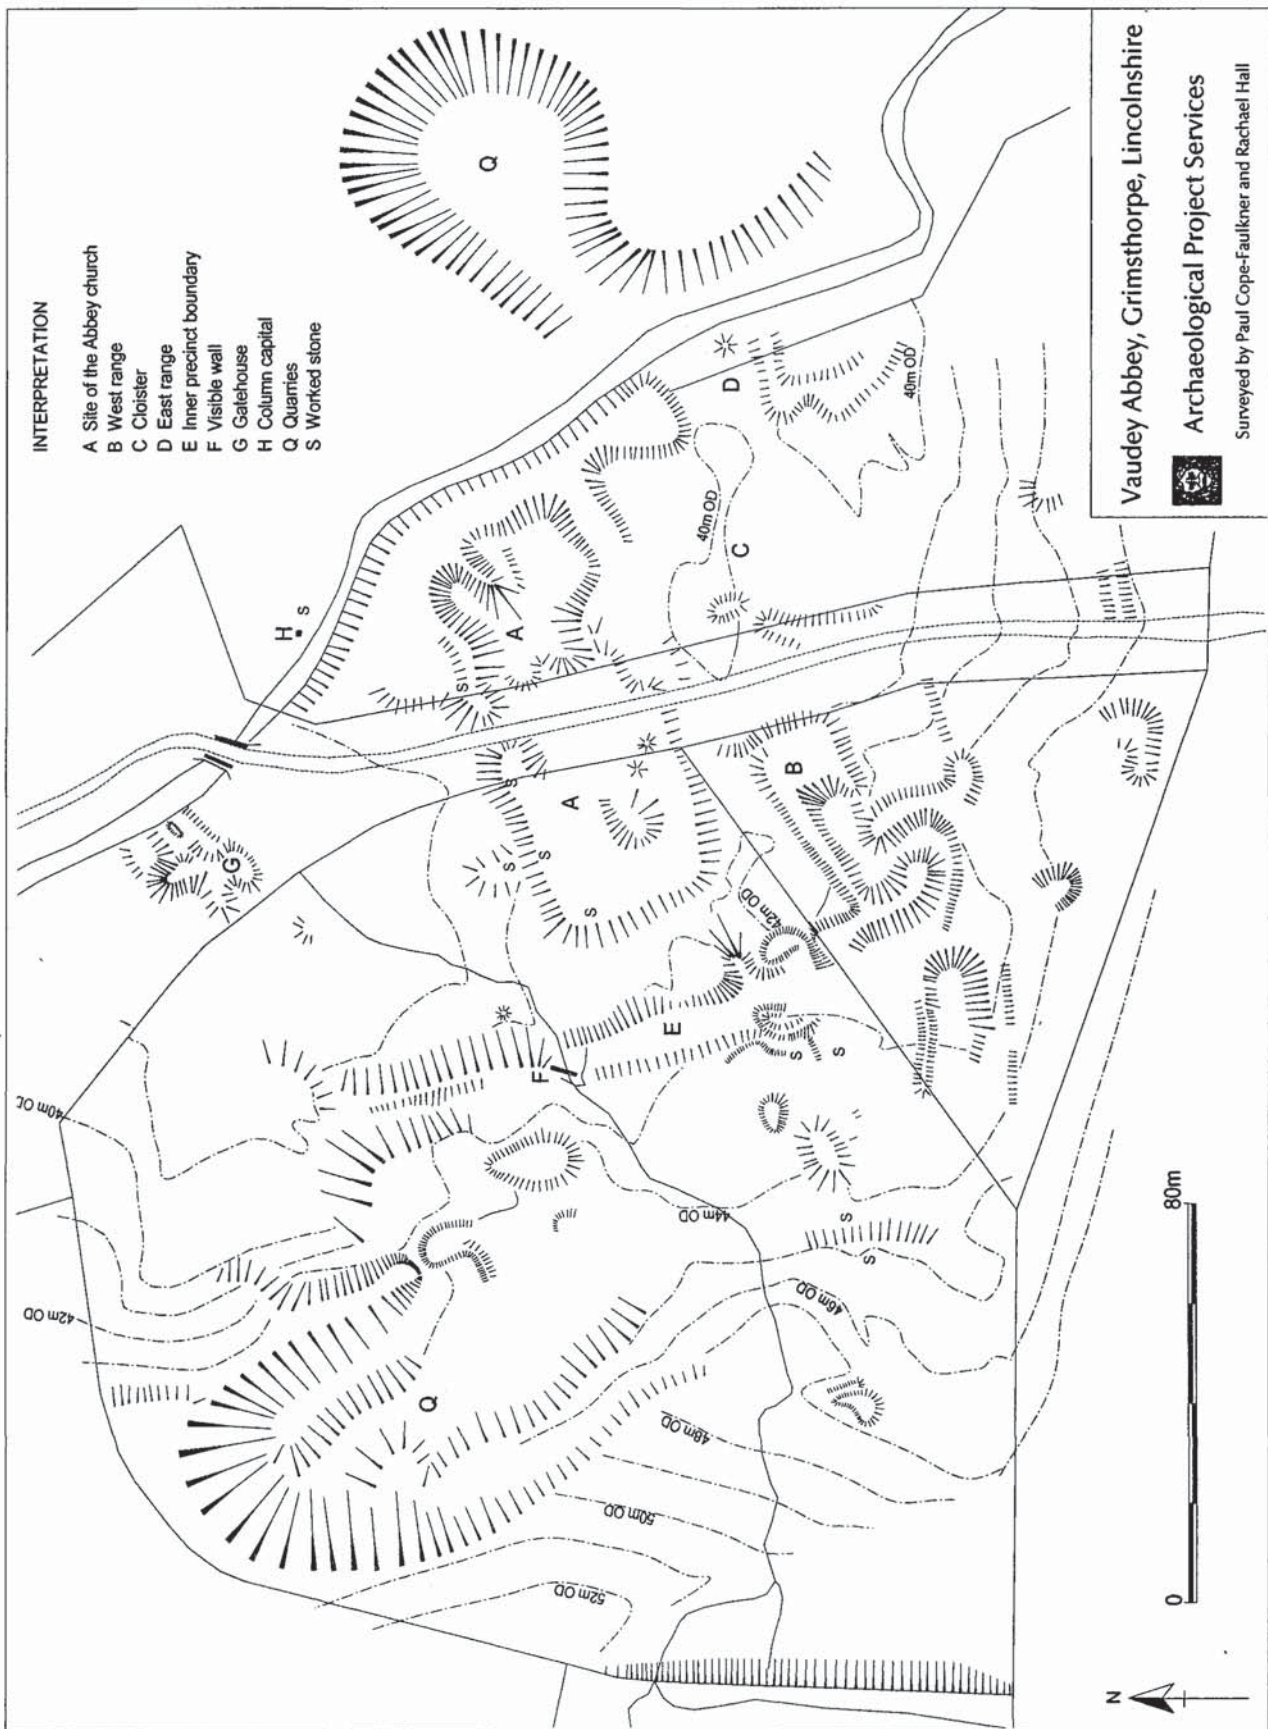 INTERPRETATION
A Site of the Abbey church
B West range
C Cloister
D East range
E Inner precinct boundary
F Visible wall
G Gatehouse
H Column capital
Q Quarries
S Worked stone
Q
H
s
G
A
s
A
s
s
s
s
s
D
C
B
E
F
Q
s
s
s
s
40m OD
40m OD
40m OD
42m OD
42m OD
44m OD
46m OD
48m OD
50m OD
52m OD
N
0
80m
Vaudey Abbey, Grimsthorpe, Lincolnshire
Archaeological Project Services
Surveyed by Paul Cope-Faulkner and Rachael Hall